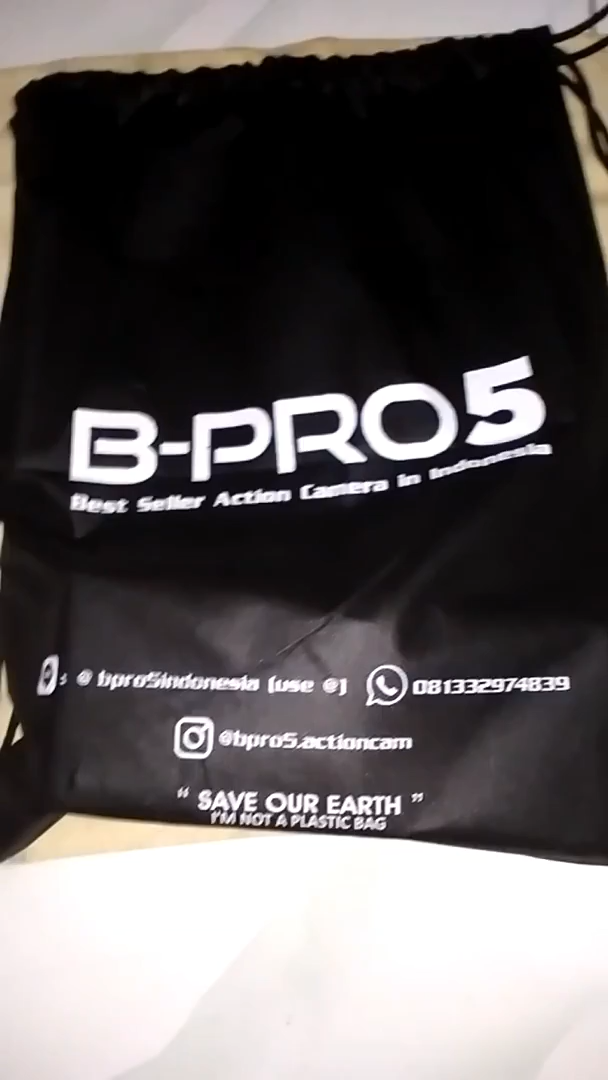 B-PRO5
Best Seller Action Camera in Indonesia
: @ bpro5indonesia (use @) 081332974839
@bpro5.actioncam
“ SAVE OUR EARTH ”
I'M NOT A PLASTIC BAG